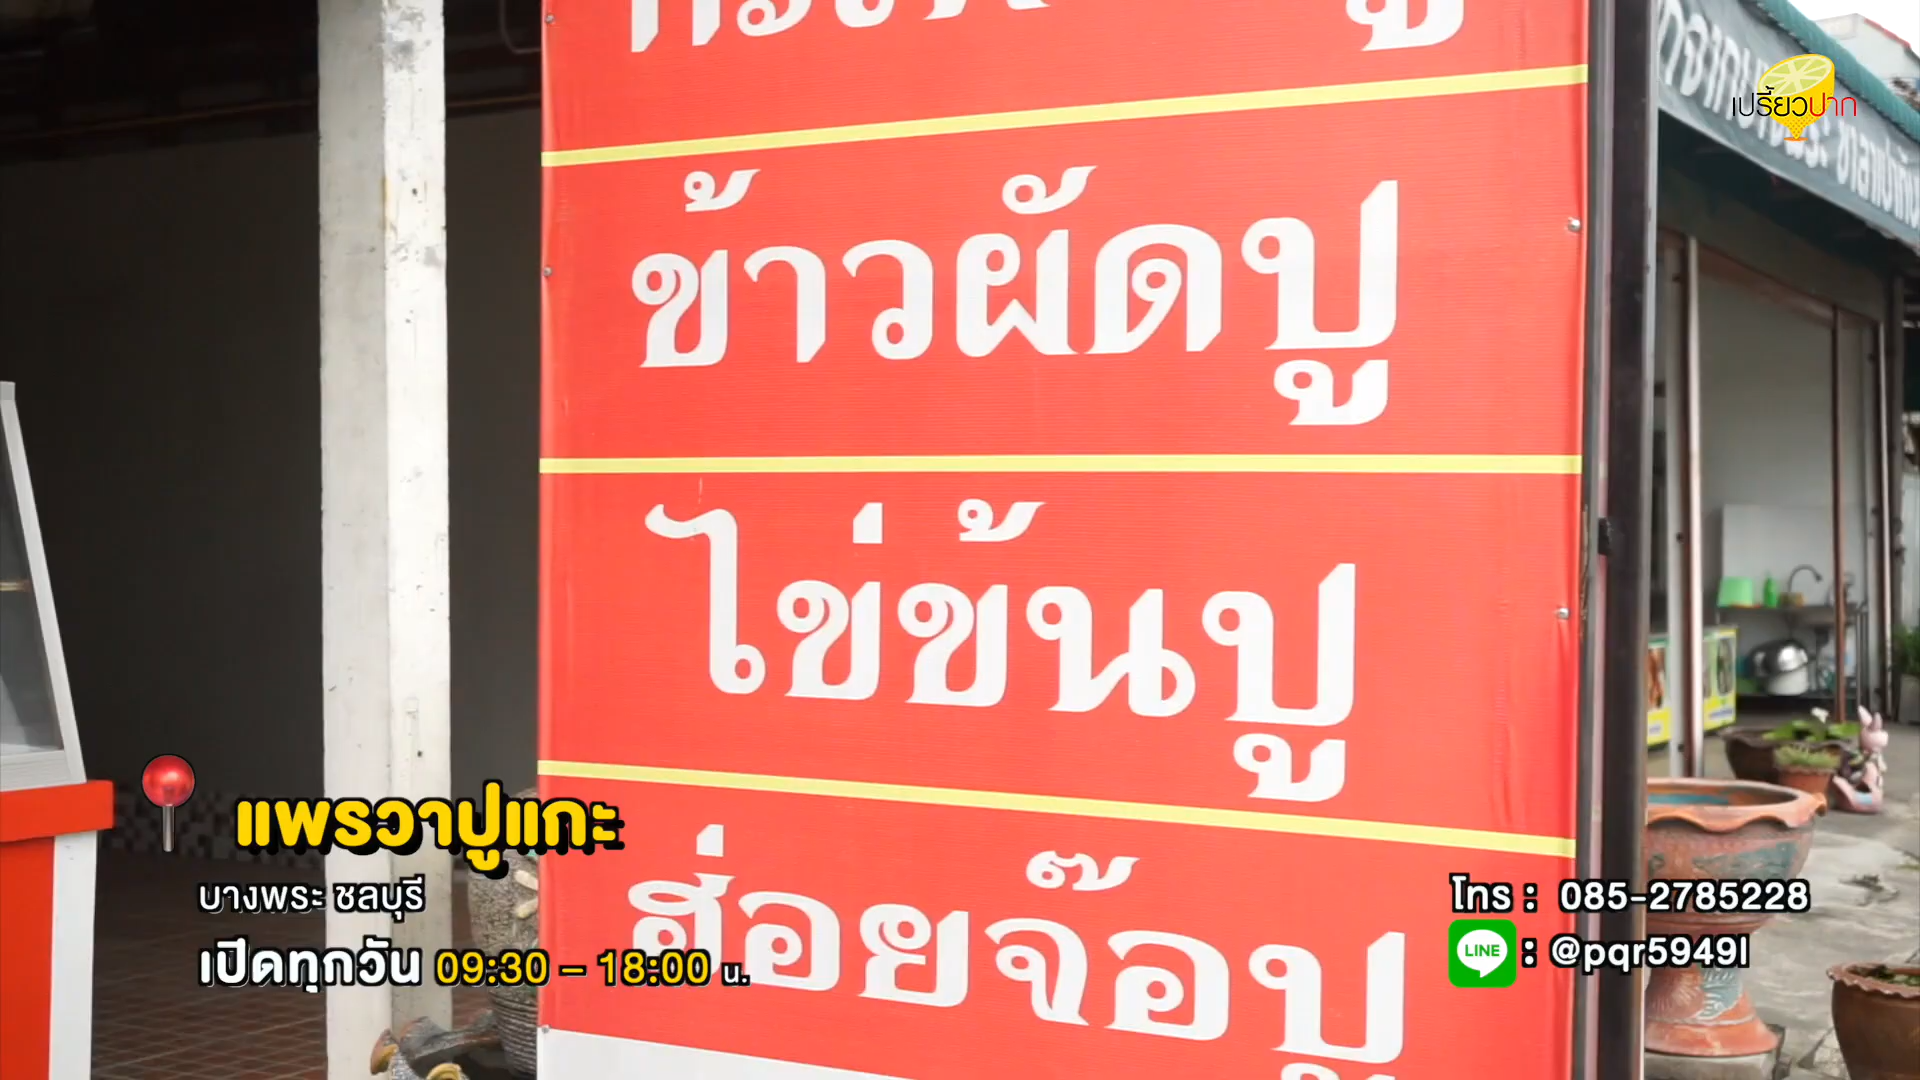 เปรี้ยวปาก
ข้าวผัดปู
ไข่ข้นปู
ฮ่อยจ๊อปู
แพรวาปูแกะ
บางพระ ชลบุรี
เปิดทุกวัน 09:30 – 18:00 น.
โทร : 085-2785228
LINE : @pqr5949l